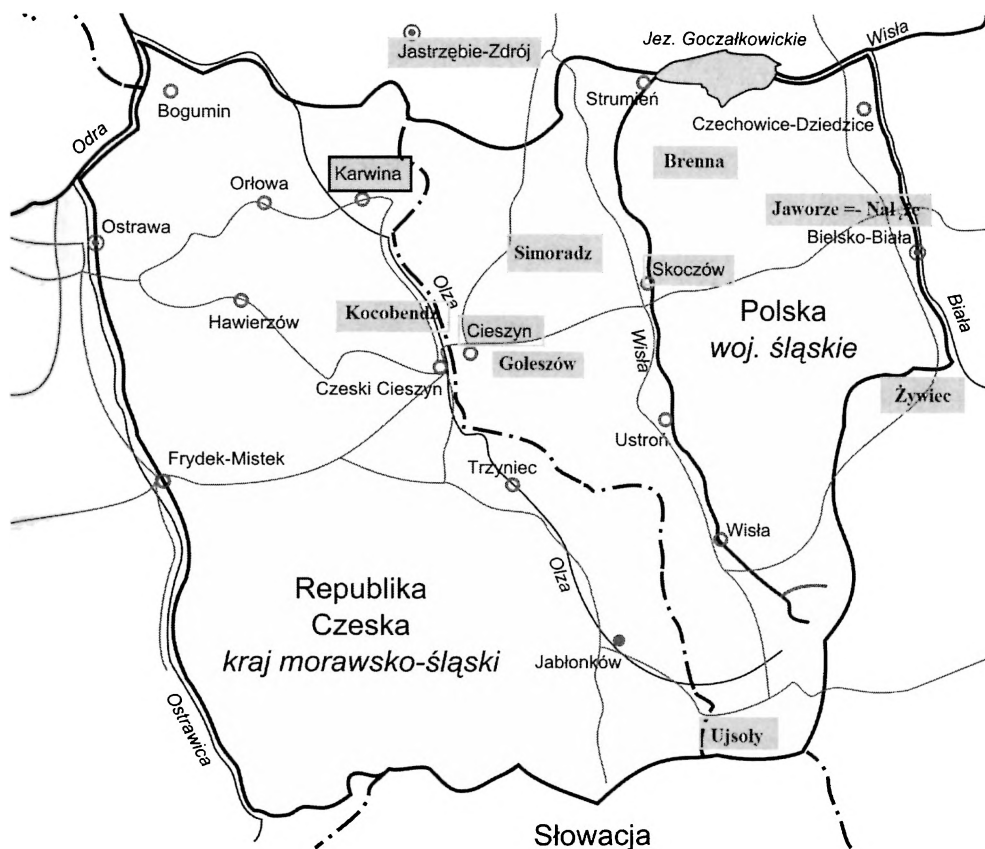 Wisła
Jez. Goczałkowickie
Jastrzębie-Zdrój
Strumień
Bogumin
Czechowice-Dziedzice
Odra
Brenna
Karwina
Orłowa
Jaworze =- Nał
Ostrawa
Bielsko-Biała
Simoradz
Skoczów
Olza
Hawierzów
Kocobendz
Polska
woj. śląskie
Biała
Cieszyn
Goleszów
Wisła
Czeski Cieszyn
Żywiec
Ustroń
Frydek-Mistek
Trzyniec
Wisła
Olza
Republika
Czeska
kraj morawsko-śląski
Jabłonków
Ostrawica
Ujsoły
Słowacja